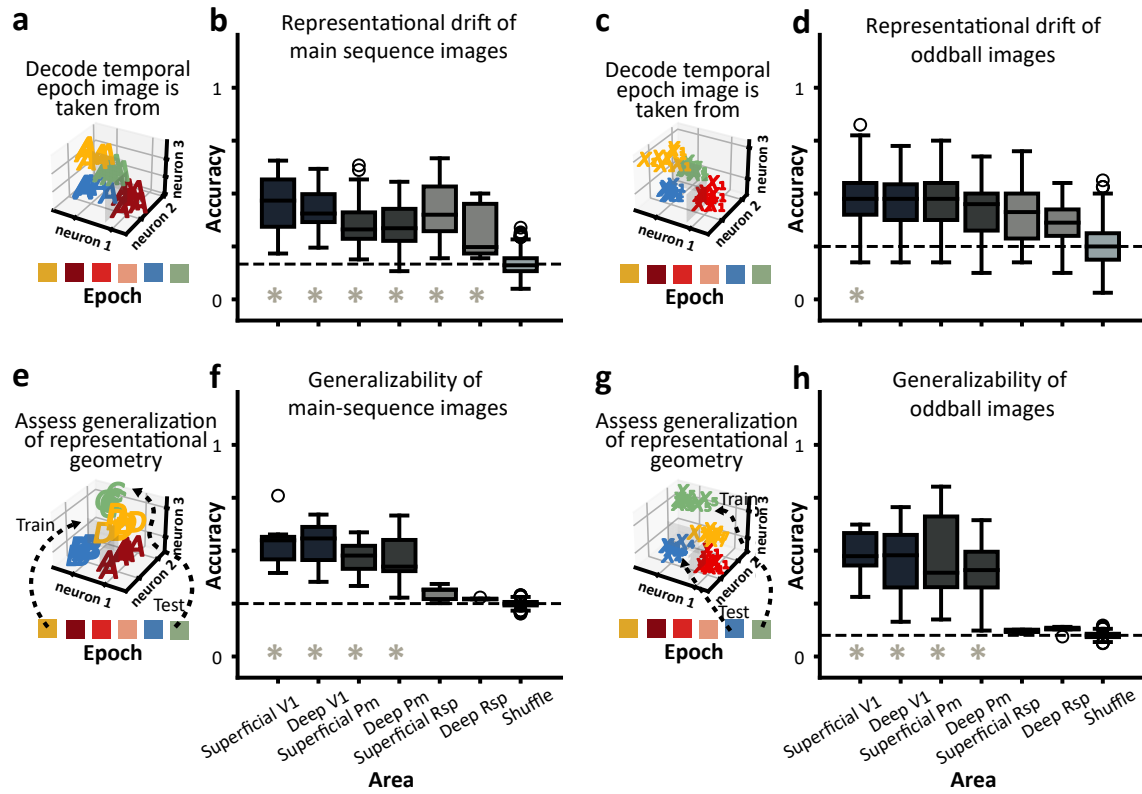 a
Decode temporal
epoch image is
taken from
A
neuron 1
neuron 2
neuron 3
Epoch
b
Representational drift of
main sequence images
Accuracy
1
0
* * * * * *
c
Decode temporal
epoch image is
taken from
neuron 1
neuron 2
neuron 3
Epoch
d
Representational drift of
oddball images
Accuracy
1
0
*
e
Assess generalization
of representational
geometry
Train
C
D
B
A
neuron 1
neuron 2
neuron 3
Test
Epoch
f
Generalizability of
main-sequence images
Accuracy
1
0
* * * *
Superficial V1
Deep V1
Superficial Pm
Deep Pm
Superficial Rsp
Deep Rsp
Shuffle
Area
g
Assess generalization
of representational
geometry
Train
neuron 1
neuron 2
neuron 3
Test
Epoch
h
Generalizability of
oddball images
Accuracy
1
0
* * * *
Superficial V1
Deep V1
Superficial Pm
Deep Pm
Superficial Rsp
Deep Rsp
Shuffle
Area